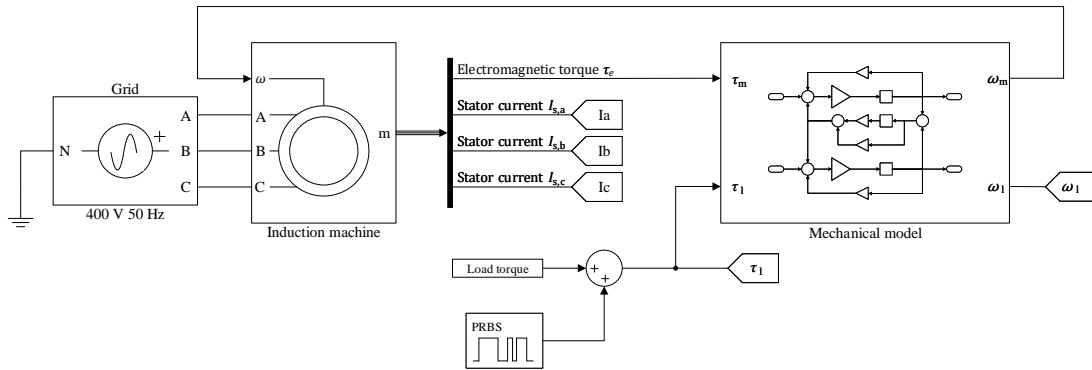 Grid
N
+
A
B
C
400 V 50 Hz
ω
A
B
C
m
Induction machine
Electromagnetic torque τe
Stator current Is,a
Ia
Stator current Is,b
Ib
Stator current Is,c
Ic
τm
τl
ωm
ωl
Mechanical model
ωl
Load torque
+
+
τl
PRBS